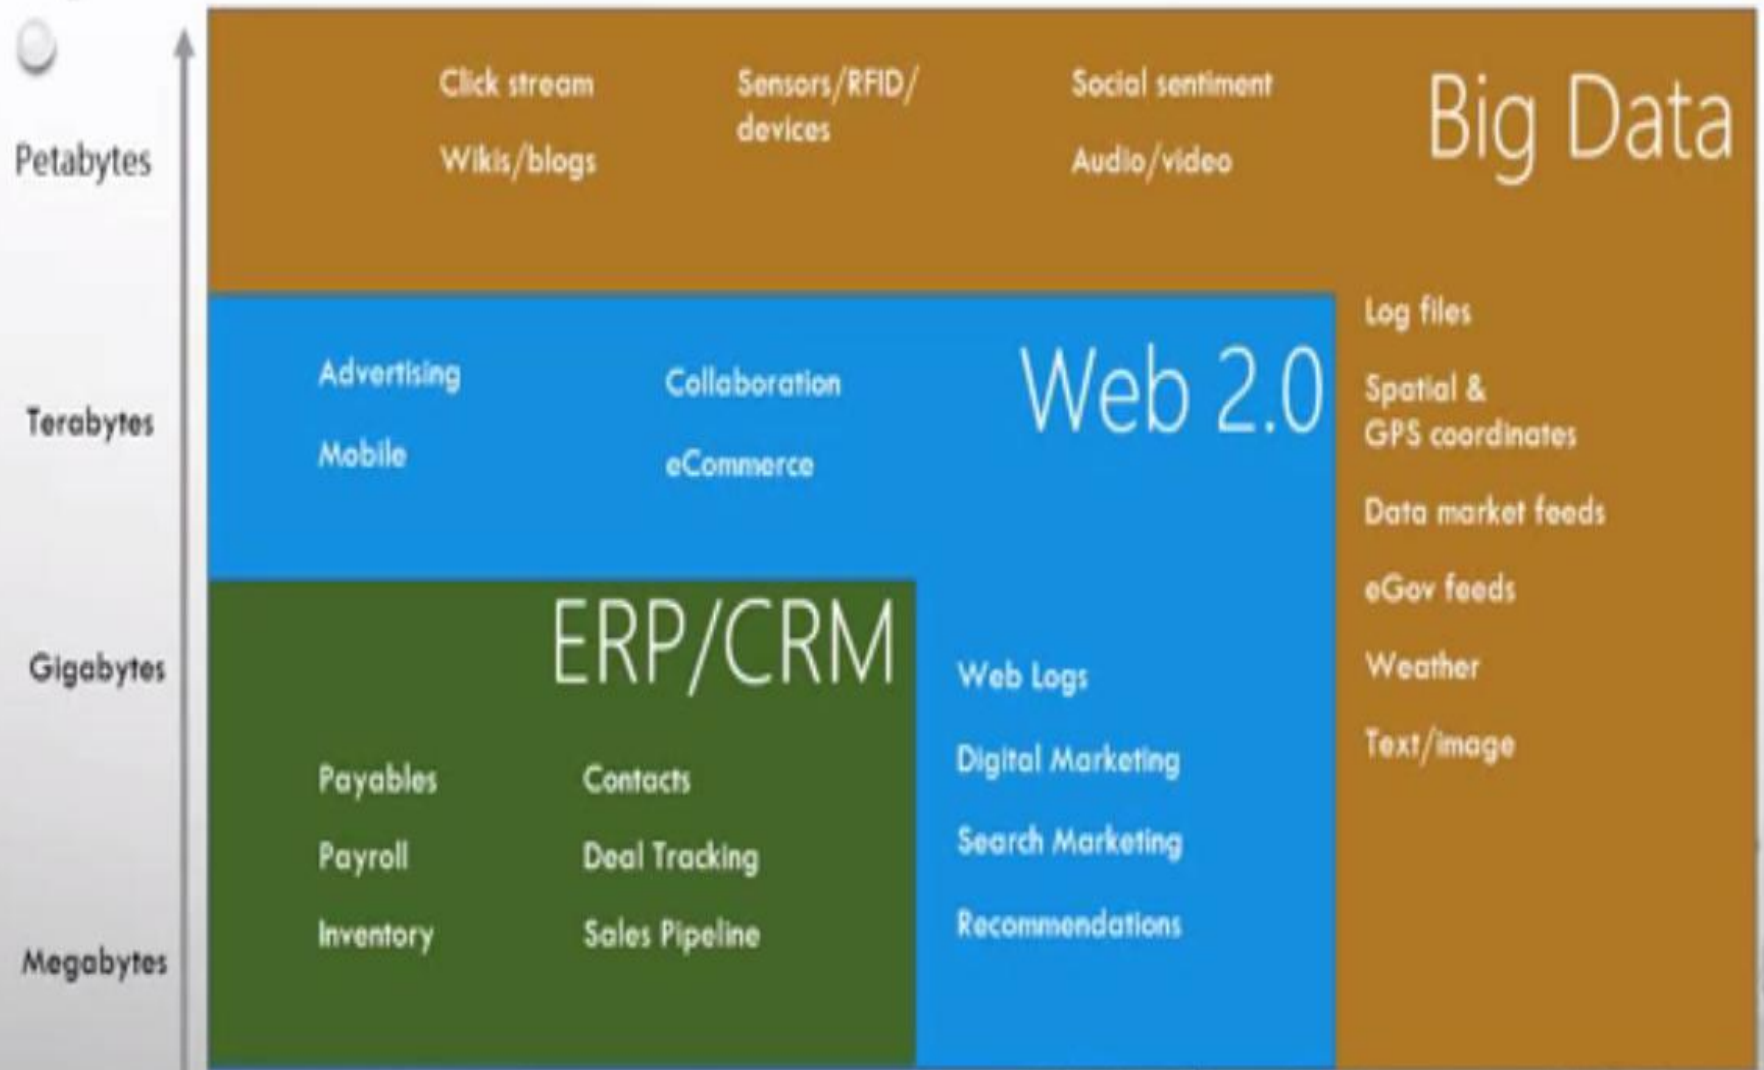 Petabytes
Terabytes
Gigabytes
Megabytes
Big Data
Click stream
Wikis/blogs
Sensors/RFID/
devices
Social sentiment
Audio/video
Log files
Spatial &
GPS coordinates
Data market feeds
eGov feeds
Weather
Text/image
Web 2.0
Advertising
Mobile
Collaboration
eCommerce
Web Logs
Digital Marketing
Search Marketing
Recommendations
ERP/CRM
Payables
Payroll
Inventory
Contacts
Deal Tracking
Sales Pipeline